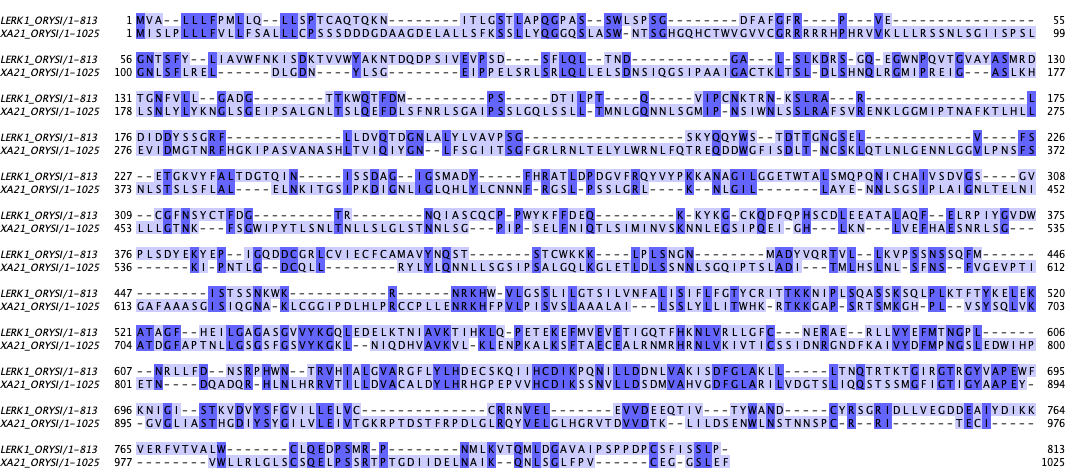 LERK1_ORYSI/1-813 1 MVA--LLLFPMLLQ--LLSPTCAQTQKN---------ITLGSTLAPQGPAS--SWLSPSG--------DFAFGFR----P---VE---------------- 55
XA21_ORYSI/1-1025 1 MISLPLLLFVLLFSALLLCPSSSDDDGDAAGDELALLSFKSSLLYQGGQSLASW-NTSGHGQHCTWVGVVCGRRRRRHPHRVVKLLLRSSNLSGIISPSL 99
LERK1_ORYSI/1-813 56 GNTSFY--LIAVWFNKISDKTVVWYAKNTDQDPSIVEVPSD----SFLQL--TND-----------GA---L-SLKDRS-GQ-EGWNPQVTGVAYASMRD 130
XA21_ORYSI/1-1025 100 GNLSFLREL-----DLGDN----YLSG-----EIPPELSRLSRLQLLELSDNSIQGSIPAAIGACTKLTSL-DLSHNQLRGMIPREIG---ASLKH 177
LERK1_ORYSI/1-813 131 TGNFVLL--GADG--------TTKWQTFDM---------PS-----DTILPT----Q------VIPCNKTRN-KSLRA---R------------------L 175
XA21_ORYSI/1-1025 178 LSNLYLYKNGLSGEIPSALGNLTSLQEFDLSFNRLSGAIPSSLGQLSSLL-TMNLGQNNLSGMIP-NSIWNLSSLRAFSVRENKLGGMIPTNAFKTLHLL 275
LERK1_ORYSI/1-813 176 DIDDYSSGRF-------------LLDVQTDGNLALYLVAVPSG------------------SKYQQYWS--TDTTGNGSEL------------V----FS 226
XA21_ORYSI/1-1025 276 EVIDMGTNRFHGKIPASVANASHLTVIQIYGN--LFSGIITSGFGRLRNLTELYLWRNLFQTREQDDWGFISDLT-NCSKLQTLNLGENNLGGVLPNSFS 372
LERK1_ORYSI/1-813 227 --ETGKVYFALTDGTQIN-----ISSDAG--IGSMADY-----FHRATLDPDGVFRQYVYPKKANAGILGGETWTALSMQPQNICHAIVSDVGS---GV 308
XA21_ORYSI/1-1025 373 NLSTSLSFLAL----ELNKITGSIPKDIGNLIGLQHLYLCNNNF-RGSL-PSSLGRL----K--NLGIL------LAYE-NNLSGSIPLAIGNLTELNI 452
LERK1_ORYSI/1-813 309 --CGFNSYCTFDG---------TR--------NQIASCQCP-PWYKFFDEQ---------K-KYKG-CKQDFQPHSCDLEEATALAQF--ELRPIYGVDW 375
XA21_ORYSI/1-1025 453 LLLGTNK----FSGWIPYTLSNLTNLLSLGLSTNNLSG---PIP-SELFNIQTLSIMINVSKNNLEGSIPQEI-GH---LKN---LVEFHAESNRLSG--- 535
LERK1_ORYSI/1-813 376 PLSDYEKYEP--IGQDDCGRLCVIECFCAMAVYNQST-------STCWKKK----LPLSNGN-----MADYVQRTVL--LKVPSSNSSQFM------ 446
XA21_ORYSI/1-1025 536 ------KI-PNTLG--DCQLL---------RYLYLQNNLLSGSIPSALGQLKGLETLDLSSNNLSGQIPTSLADI---TMLHSLNL-SFNS--FVGEVPTI 612
LERK1_ORYSI/1-813 447 --------ISTSSNKWK-----------R------NRKHW-VLGSSLILGTSILVNFALISIFLFGTYCRITTKKNIPLSQASSKSQLPLKTFTYKELEK 520
XA21_ORYSI/1-1025 613 GAFAAASGISIQGNA-KLCGGIPDLHLPRCCPLLENRKHFPVLPISVSLAAALAI---LSSLYLLITWHK-RTKKGAP-SRTSMKGH-PL--VSYSQLVK 703
LERK1_ORYSI/1-813 521 ATAGF--HEILGAGASGVVYKGQLEDELKTNIAVKTIHKLQ-PETEKEFMVEVETIGQTFHKNLVRLLGFC---NERAE--RLLVYEFMTNGPL------ 606
XA21_ORYSI/1-1025 704 ATDGFAPTNLLGSGSFGSVYKGKL--NIQDHVAVKVL-KLENPKALKSFTAECEALRNMRHRNLVKIVTICSSIDNRGNDFKAIVYDFMPNGSLEDWIHP 800
LERK1_ORYSI/1-813 607 --NRLLFD--NSRPHWN--TRVHIALGVARGFLYLHDECSKQIIHCDIKPQNILLDDNLVAKISDFGLAKLL----LTNQTRTKTGIRGTRGYVAPEWF 695
XA21_ORYSI/1-1025 801 ETN----DQADQR-HLNLHRRVTILLDVACALDYLHRHGPEPVVHCDIKSSNVLLDSDMVAHVGDFGLARILVDGTSLIQQSTSSMGFIGTIGYAAPEY- 894
LERK1_ORYSI/1-813 696 KNIGI---STKVDVYSFGVILLELVC-----------CRRNVEL-------EVVDEEQTIV---TYWAND-----CYRSGRIDLLVEGDDEAIYDIKK 764
XA21_ORYSI/1-1025 895 -GVGLIASTHGDIYSYGILVLEIVTGKRPTDSTFRPDLGLRQYVELGLHGRVTDVVDTK---LILDSENWLNSTNNSPC-R--RI-----TECI---- 976
LERK1_ORYSI/1-813 765 VERFVTVALW-------CLQEDPSMR-P--------NMLKVTQMLDGAVAIPSPPDPCSFISSLP- 813
XA21_ORYSI/1-1025 977 --------VWLLRLGLSCSQELPSSRTPTGDIIDELNAIK--QNLSGLFPV-----CEG-GSLEF 1025